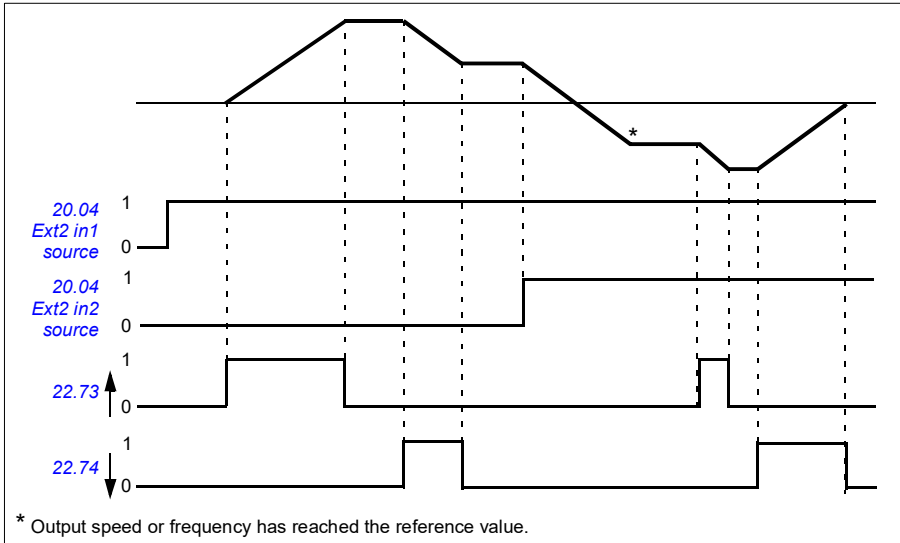 *
20.04
Ext2 in1
source
1
0
20.04
Ext2 in2
source
1
0
22.73
1
0
22.74
1
0
* Output speed or frequency has reached the reference value.